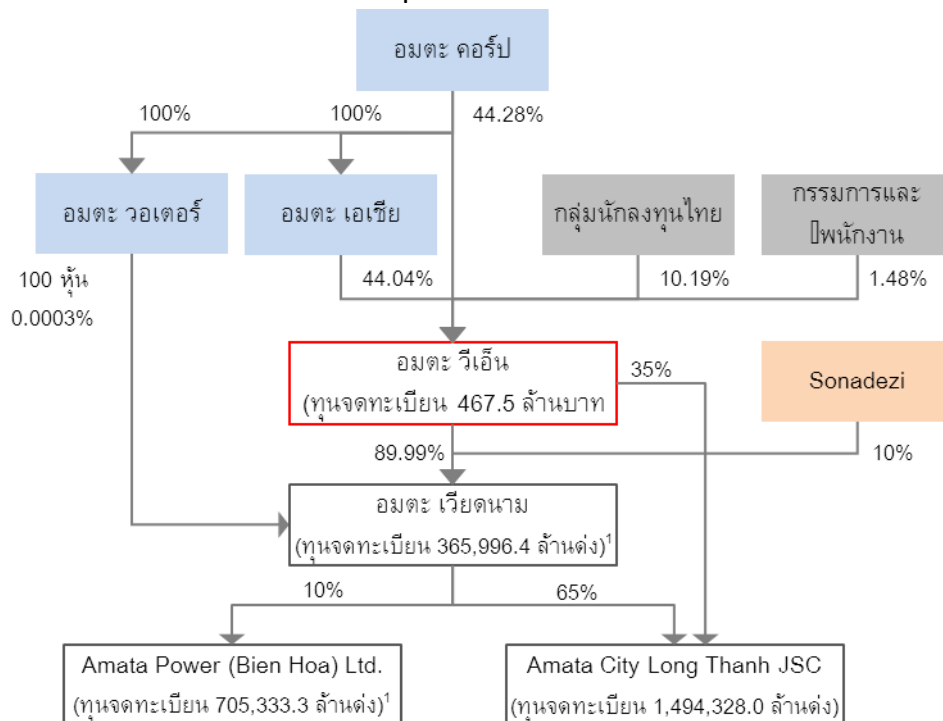 อมตะ คอร์ป
100%
100%
44.28%
อมตะ วอเตอร์
อมตะ เอเชีย
กลุ่มนักลงทุนไทย
กรรมการและ
พนักงาน
100 หุ้น
0.0003%
44.04%
10.19%
1.48%
อมตะ วีเอ็น
(ทุนจดทะเบียน 467.5 ล้านบาท
35%
Sonadezi
89.99%
10%
อมตะ เวียดนาม
(ทุนจดทะเบียน 365,996.4 ล้านด่ง)¹
10%
65%
Amata Power (Bien Hoa) Ltd.
(ทุนจดทะเบียน 705,333.3 ล้านด่ง)¹
Amata City Long Thanh JSC
(ทุนจดทะเบียน 1,494,328.0 ล้านด่ง)